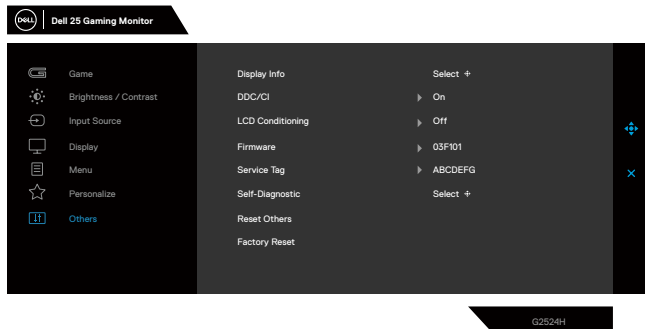 DELL Dell 25 Gaming Monitor
Game Display Info Select
Brightness / Contrast DDC/CI On
Input Source LCD Conditioning Off
Display Firmware 03F101
Menu Service Tag ABCDEFG
Personalize Self-Diagnostic Select
Others Reset Others
Factory Reset
G2524H